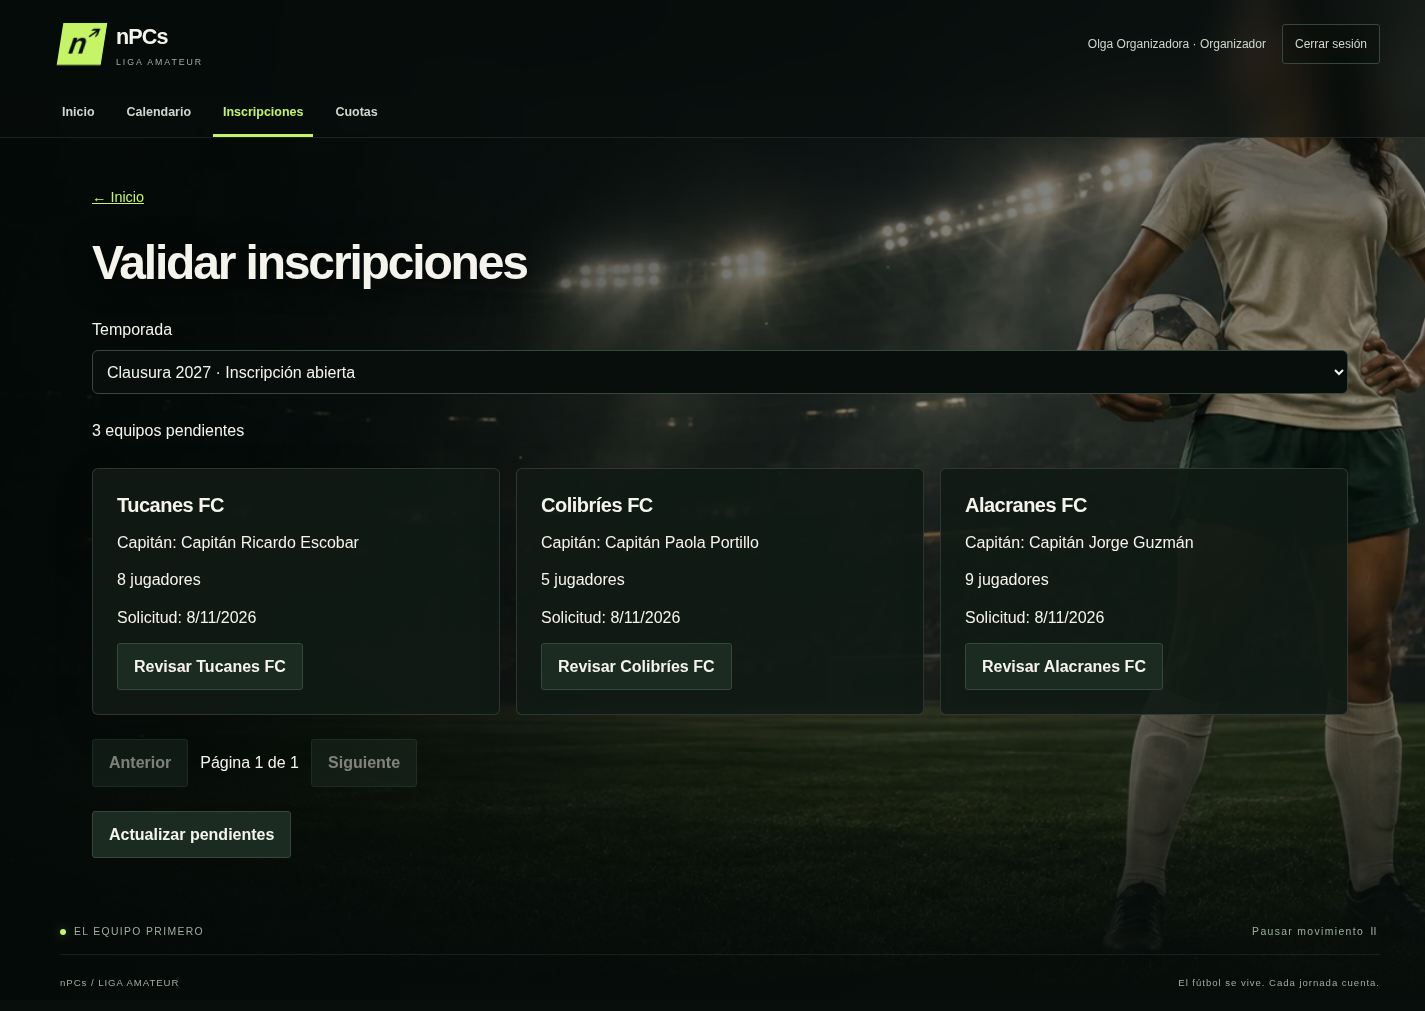 n
nPCs
LIGA AMATEUR
Olga Organizadora · Organizador
Cerrar sesión
Inicio
Calendario
Inscripciones
Cuotas
← Inicio
Validar inscripciones
Temporada
Clausura 2027 · Inscripción abierta
3 equipos pendientes
Tucanes FC
Capitán: Capitán Ricardo Escobar
8 jugadores
Solicitud: 8/11/2026
Revisar Tucanes FC
Colibríes FC
Capitán: Capitán Paola Portillo
5 jugadores
Solicitud: 8/11/2026
Revisar Colibríes FC
Alacranes FC
Capitán: Capitán Jorge Guzmán
9 jugadores
Solicitud: 8/11/2026
Revisar Alacranes FC
Anterior
Página 1 de 1
Siguiente
Actualizar pendientes
EL EQUIPO PRIMERO
Pausar movimiento
nPCs / LIGA AMATEUR
El fútbol se vive. Cada jornada cuenta.